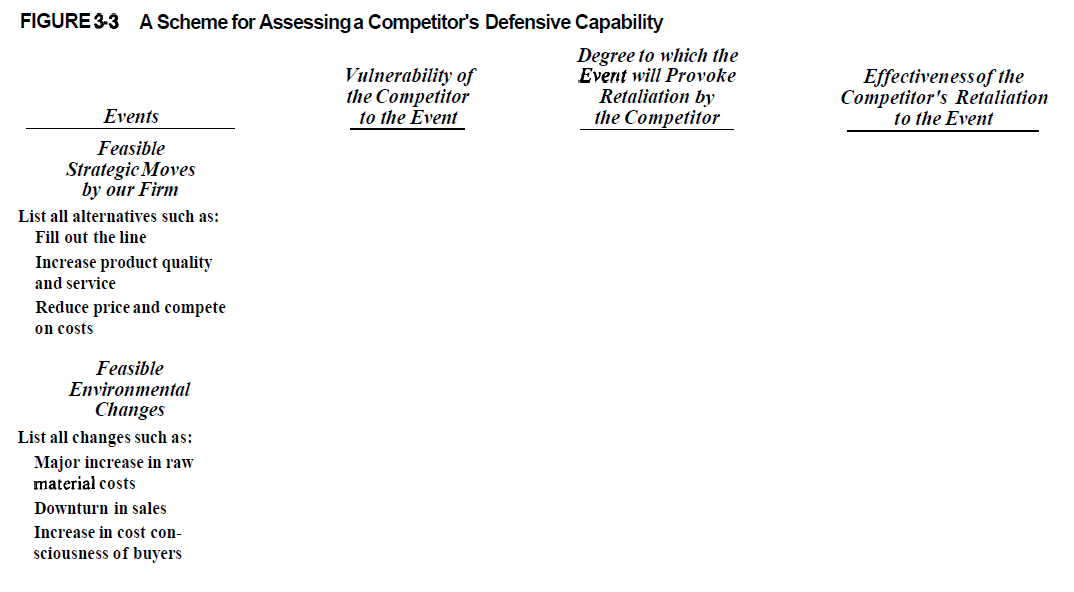 FIGURE 3-3 A Scheme for Assessing a Competitor's Defensive Capability
Events
Vulnerability of
the Competitor
to the Event
Degree to which the
Event will Provoke
Retaliation by
the Competitor
Effectiveness of the
Competitor's Retaliation
to the Event
Feasible
Strategic Moves
by our Firm
List all alternatives such as:
Fill out the line
Increase product quality
and service
Reduce price and compete
on costs
Feasible
Environmental
Changes
List all changes such as:
Major increase in raw
material costs
Downturn in sales
Increase in cost con-
sciousness of buyers